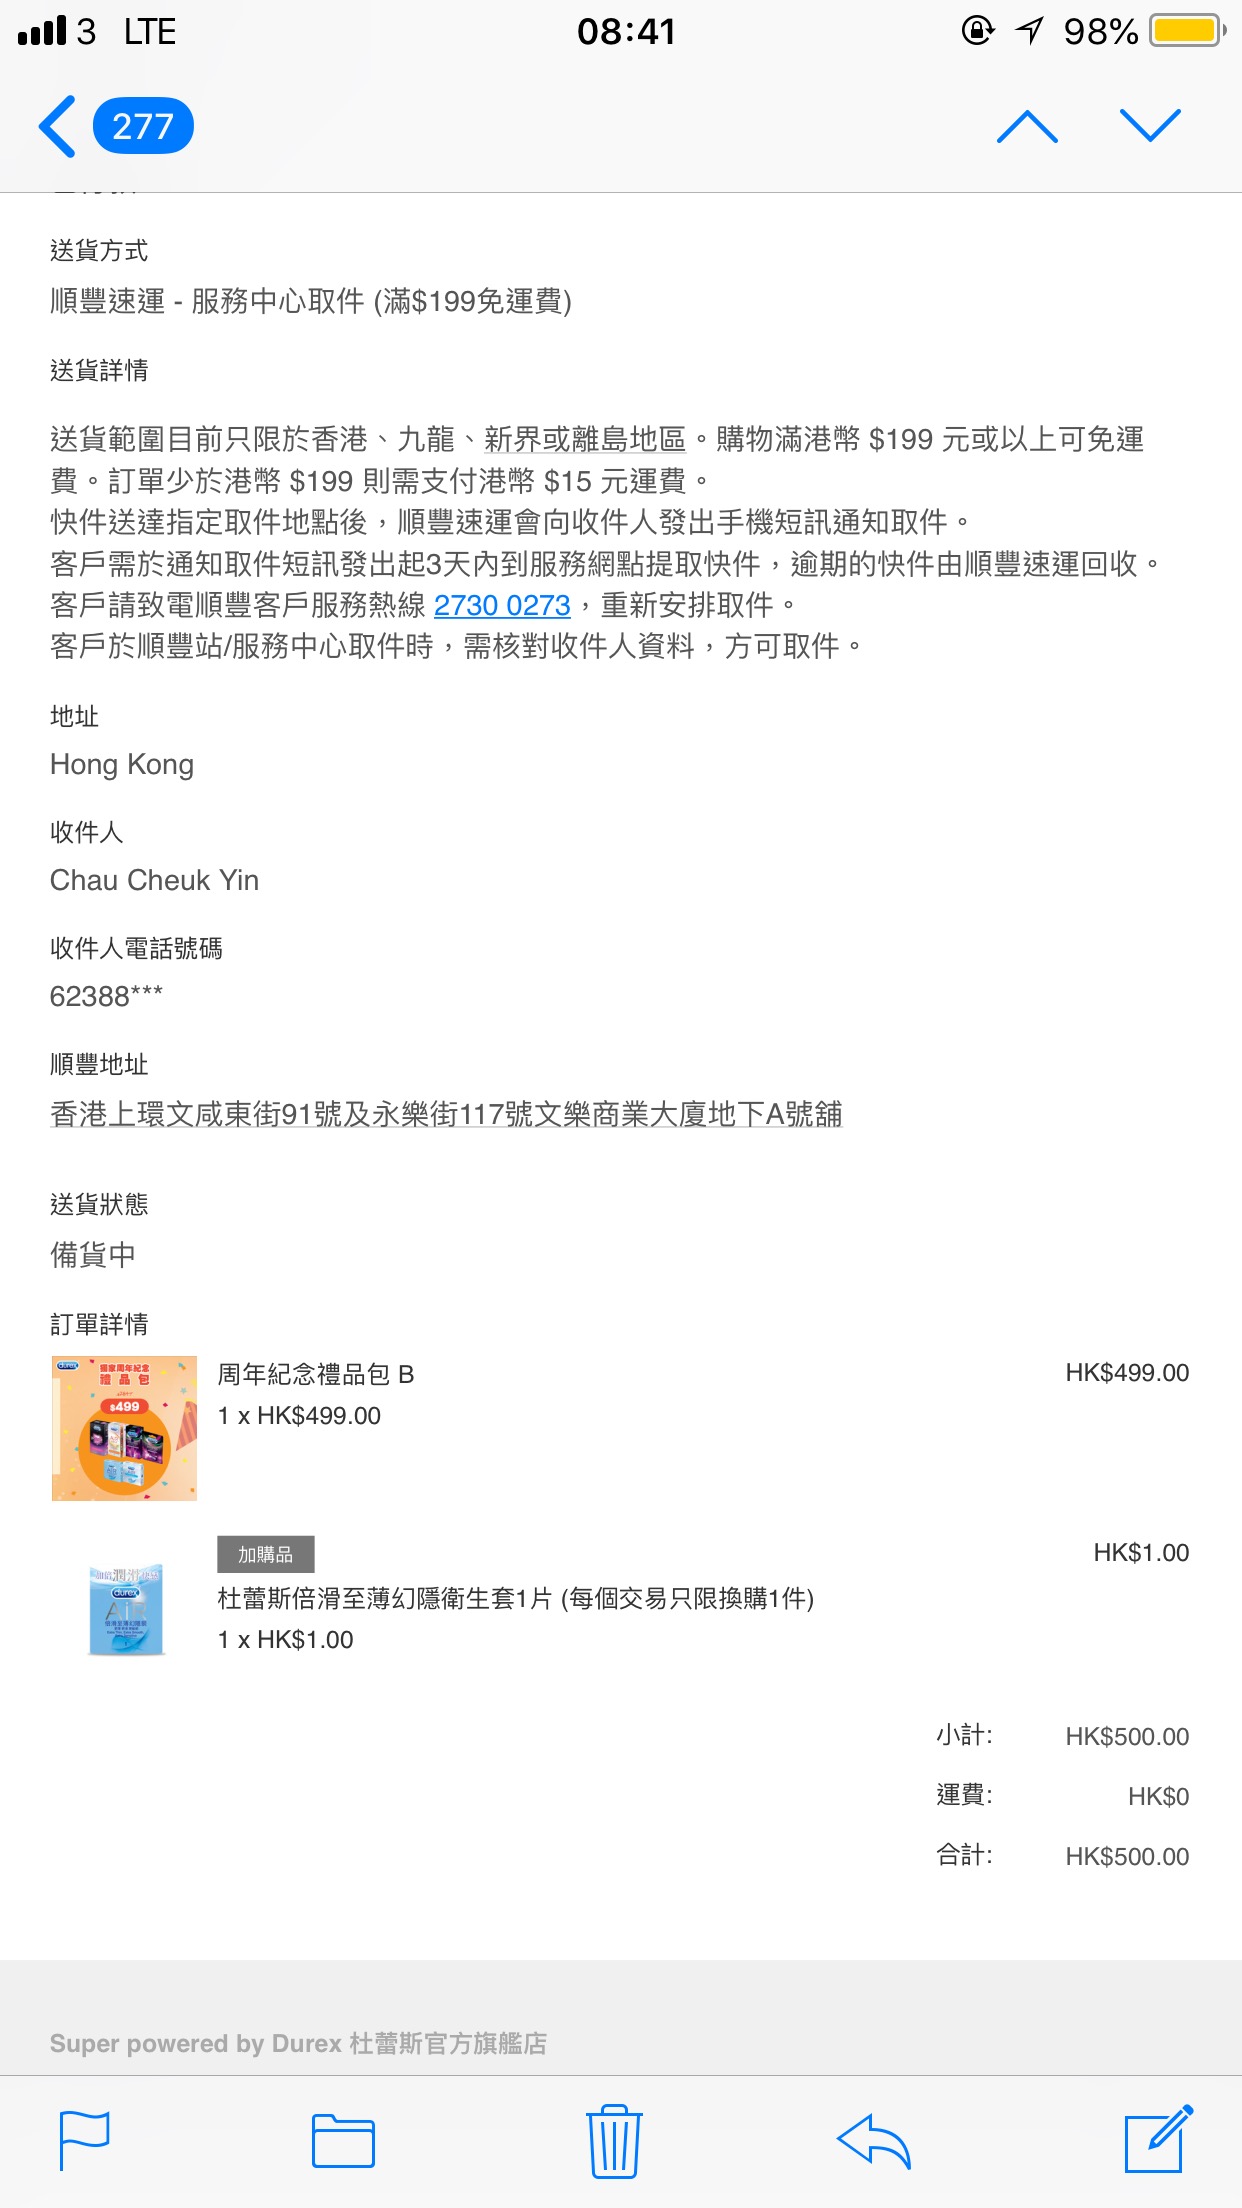 3 LTE 08:41 98%
277
送貨方式
順豐速運 - 服務中心取件 (滿$199免運費)
送貨詳情
送貨範圍目前只限於香港、九龍、新界或離島地區。購物滿港幣 $199 元或以上可免運
費。訂單少於港幣 $199 則需支付港幣 $15 元運費。
快件送達指定取件地點後，順豐速運會向收件人發出手機短訊通知取件。
客戶需於通知取件短訊發出起3天內到服務網點提取快件，逾期的快件由順豐速運回收。
客戶請致電順豐客戶服務熱線 2730 0273，重新安排取件。
客戶於順豐站/服務中心取件時，需核對收件人資料，方可取件。
地址
Hong Kong
收件人
Chau Cheuk Yin
收件人電話號碼
62388***
順豐地址
香港上環文咸東街91號及永樂街117號文樂商業大廈地下A號舖
送貨狀態
備貨中
訂單詳情
durex
獨家周年紀念
禮品包
$499
周年紀念禮品包 B HK$499.00
1 x HK$499.00
加購品 HK$1.00
durex
AIR
杜蕾斯倍滑至薄幻隱衛生套1片 (每個交易只限換購1件)
1 x HK$1.00
小計: HK$500.00
運費: HK$0
合計: HK$500.00
Super powered by Durex 杜蕾斯官方旗艦店